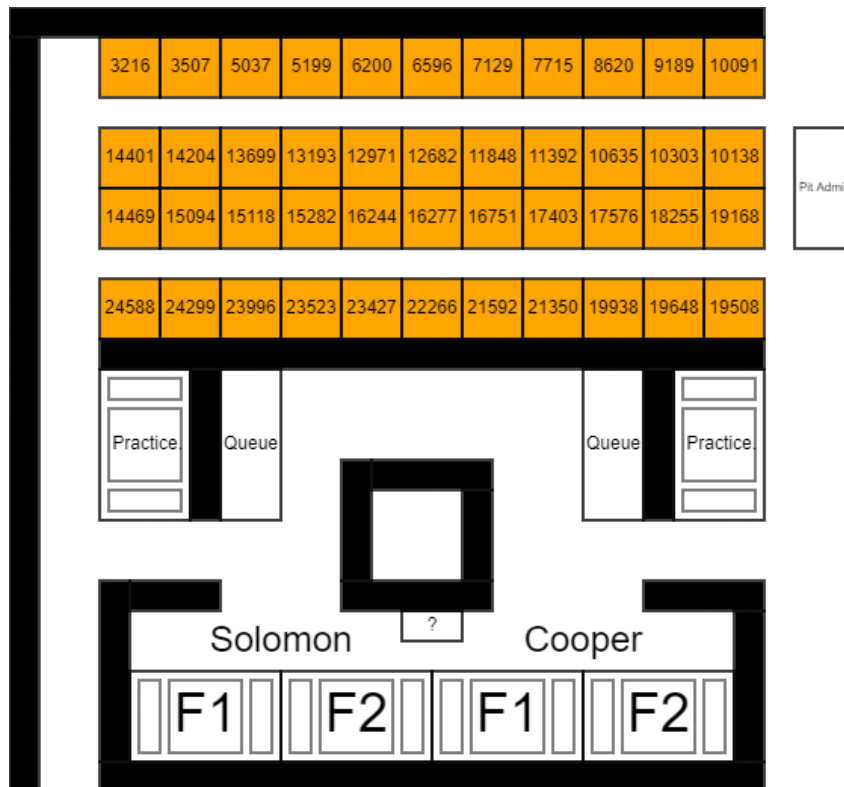 3216 3507 5037 5199 6200 6596 7129 7715 8620 9189 10091
14401 14204 13699 13193 12971 12682 11848 11392 10635 10303 10138
Pit Admi
14469 15094 15118 15282 16244 16277 16751 17403 17576 18255 19168
24588 24299 23996 23523 23427 22266 21592 21350 19938 19648 19508
Practice. Queue Queue Practice.
?
Solomon Cooper
F1 F2 F1 F2